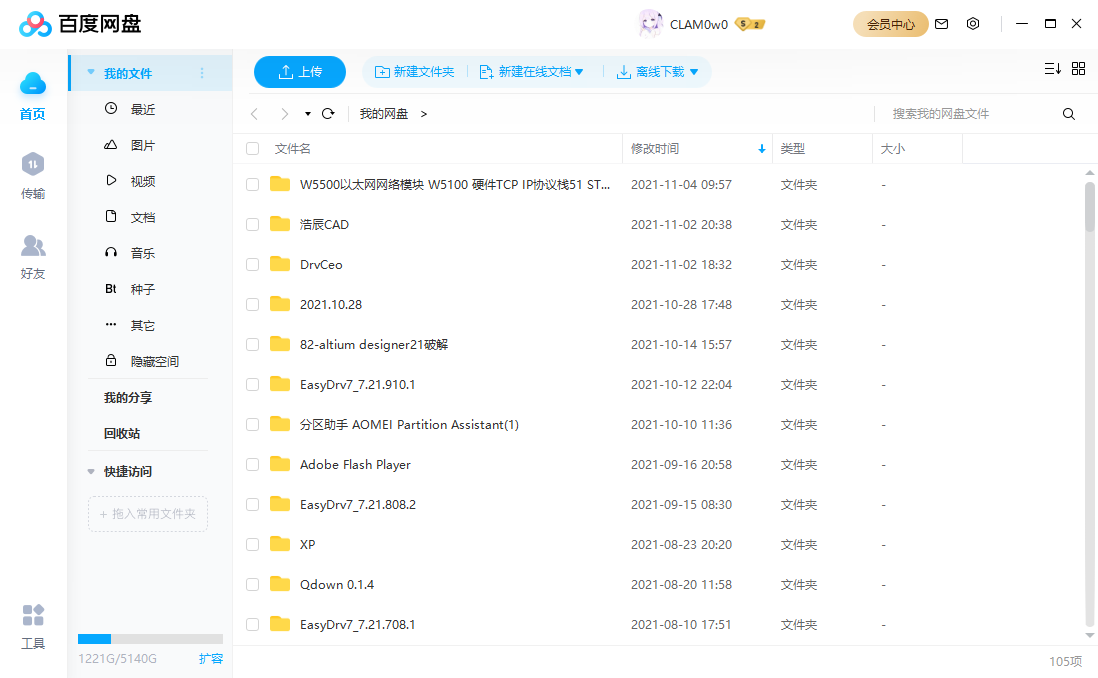 百度网盘
CLAM0w0
S 2
会员中心
首页
传输
好友
工具
我的文件
最近
图片
视频
文档
音乐
Bt 种子
其它
隐藏空间
我的分享
回收站
快捷访问
+ 拖入常用文件夹
1221G/5140G 扩容
上传 新建文件夹 新建在线文档 离线下载
我的网盘 > 搜索我的网盘文件
文件名 修改时间 类型 大小
W5500以太网网络模块 W5100 硬件TCP IP协议栈51 ST... 2021-11-04 09:57 文件夹 -
浩辰CAD 2021-11-02 20:38 文件夹 -
DrvCeo 2021-11-02 18:32 文件夹 -
2021.10.28 2021-10-28 17:48 文件夹 -
82-altium designer21破解 2021-10-14 15:57 文件夹 -
EasyDrv7_7.21.910.1 2021-10-12 22:04 文件夹 -
分区助手 AOMEI Partition Assistant(1) 2021-10-10 11:36 文件夹 -
Adobe Flash Player 2021-09-16 20:58 文件夹 -
EasyDrv7_7.21.808.2 2021-09-15 08:30 文件夹 -
XP 2021-08-23 20:20 文件夹 -
Qdown 0.1.4 2021-08-20 11:58 文件夹 -
EasyDrv7_7.21.708.1 2021-08-10 17:51 文件夹 -
105项